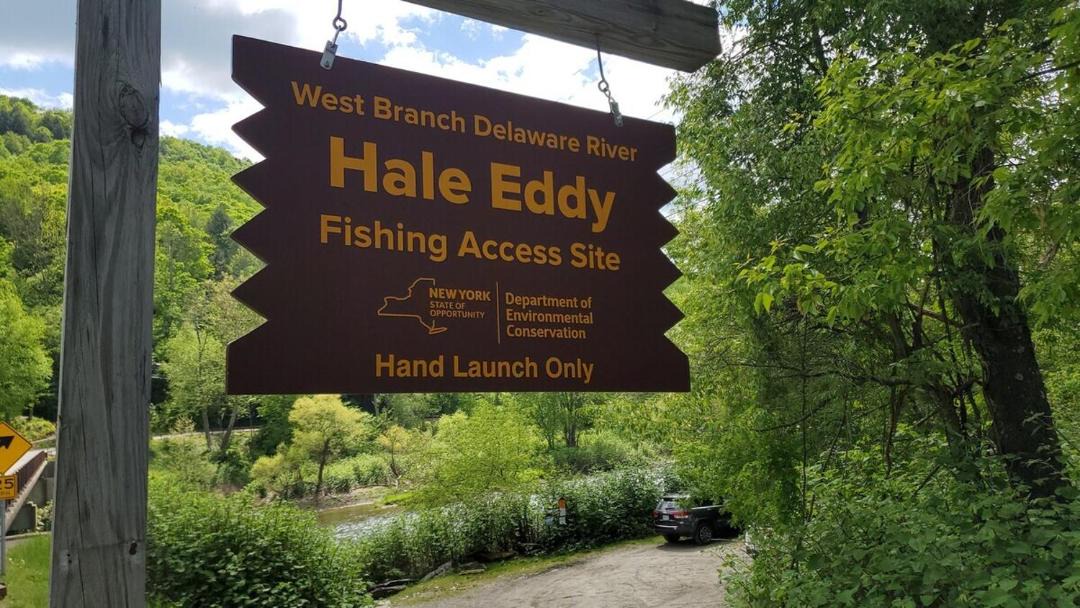 West Branch Delaware River
Hale Eddy
Fishing Access Site
NEW YORK
STATE OF
OPPORTUNITY
Department of
Environmental
Conservation
Hand Launch Only
25